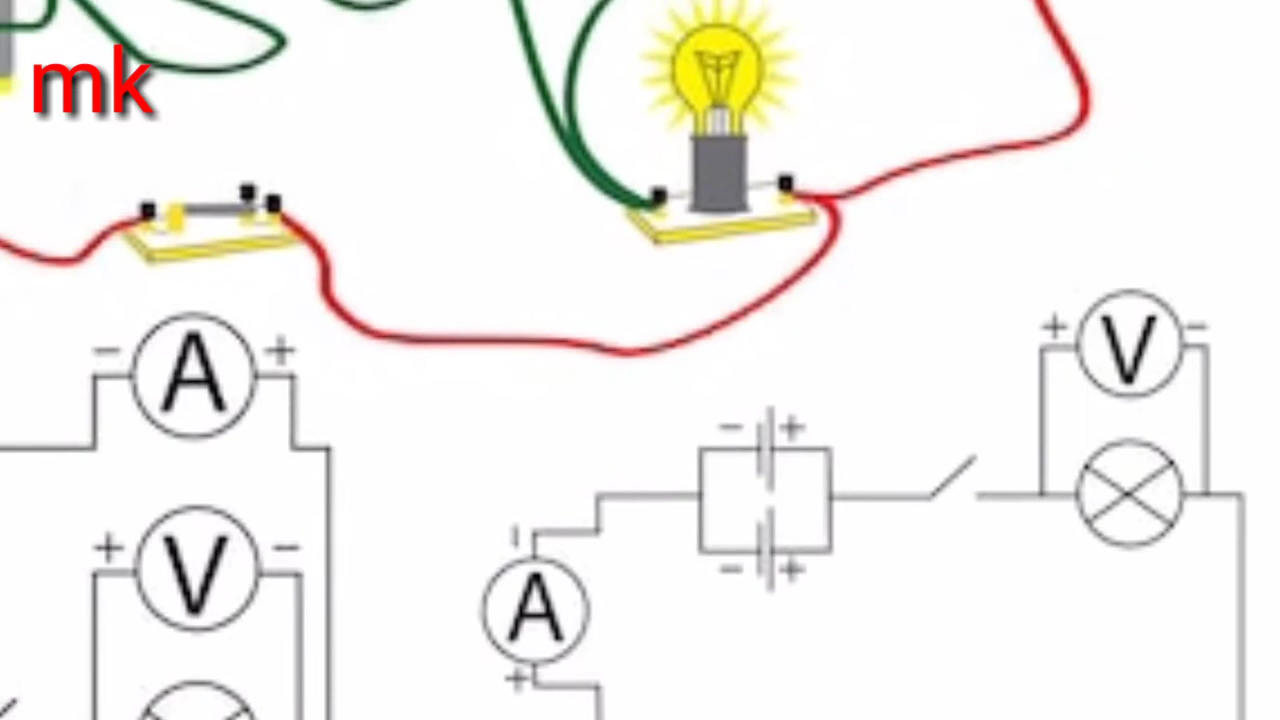 mk
− A +
+ V −
− +
− +
+ V −
− A +